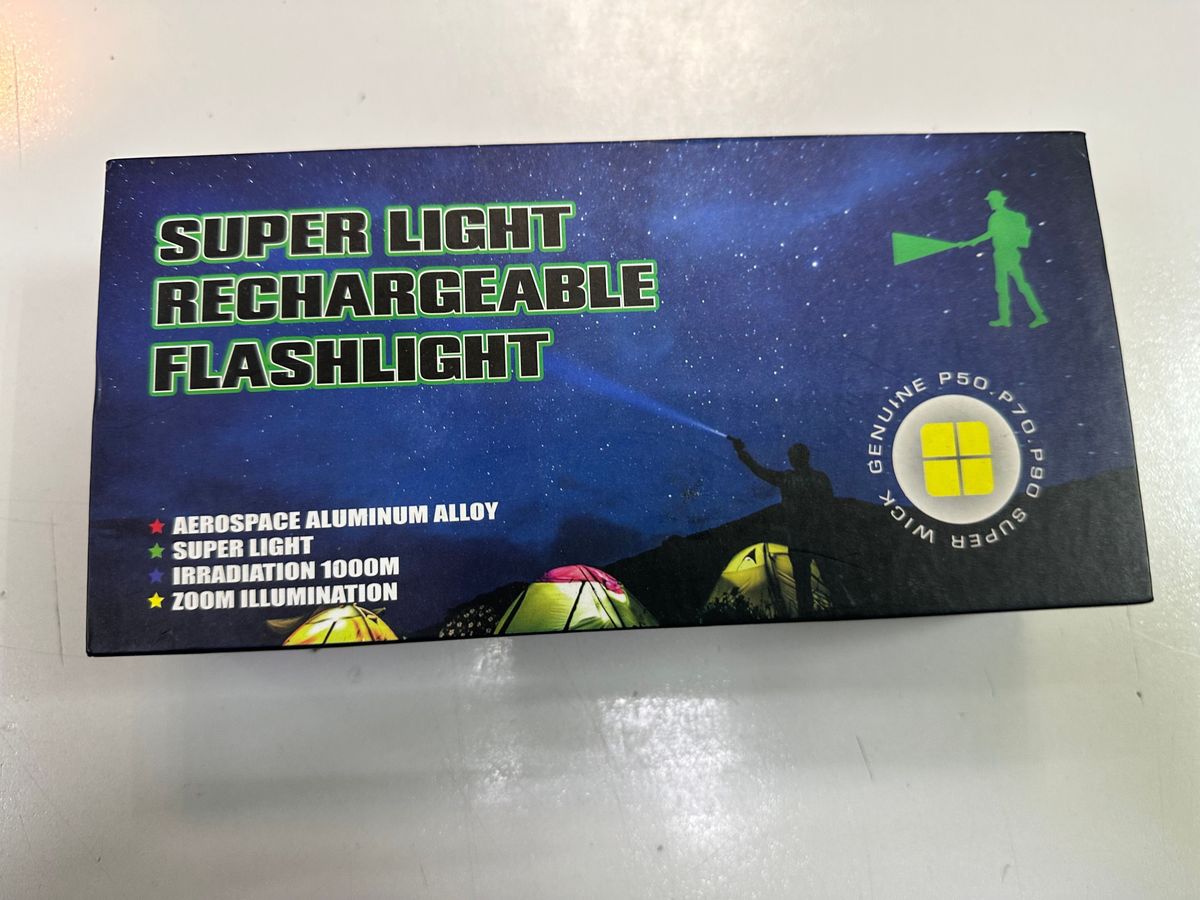 SUPER LIGHT
RECHARGEABLE
FLASHLIGHT
GENUINE P50.P70.P90 SUPER WICK
AEROSPACE ALUMINUM ALLOY
SUPER LIGHT
IRRADIATION 1000M
ZOOM ILLUMINATION